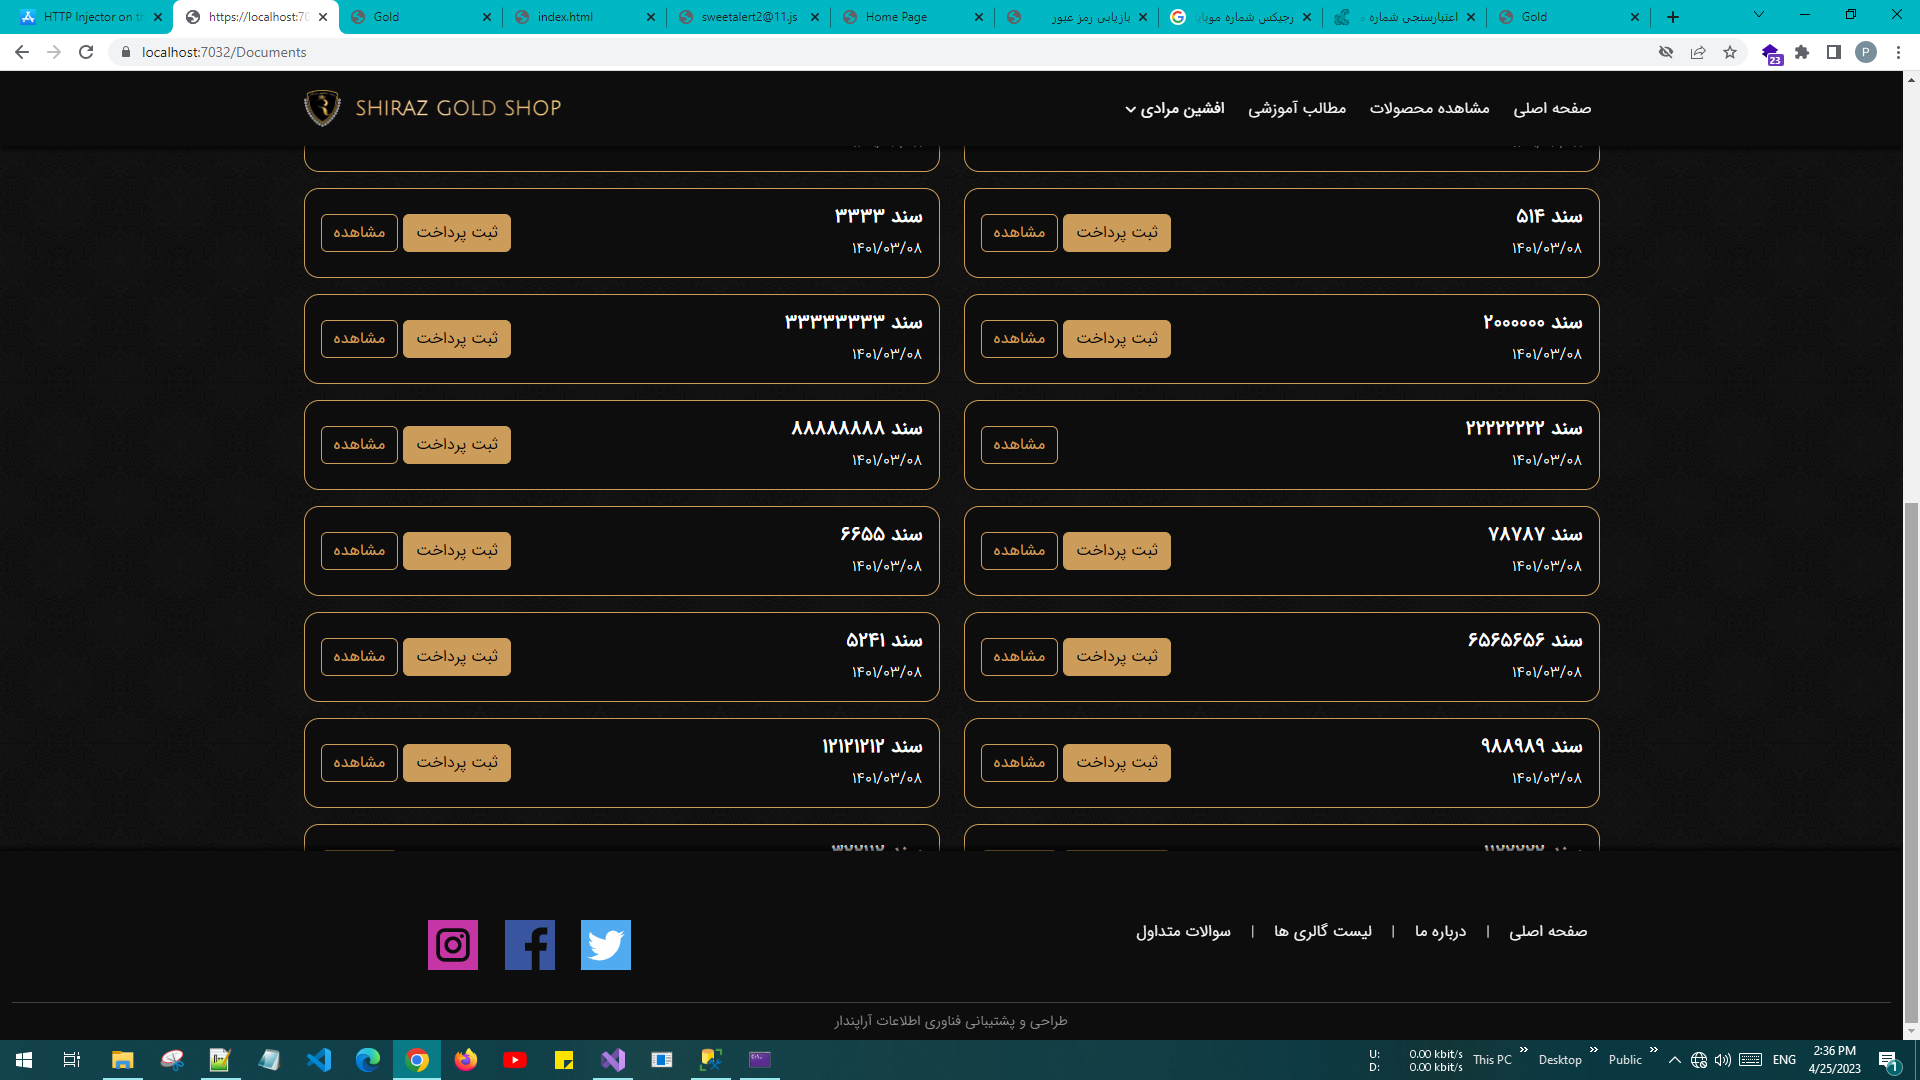 HTTP Injector on th
https://localhost:70
Gold
index.html
sweetalert2@11.js
Home Page
بازیابی رمز عبور
رجیکس شماره موبایل
اعتبارسنجی شماره
Gold
localhost:7032/Documents
P
23
SHIRAZ GOLD SHOP
صفحه اصلی
مشاهده محصولات
مطالب آموزشی
افشین مرادی
سند ۵۱۴
۱۴۰۱/۰۳/۰۸
ثبت پرداخت
مشاهده
سند ۳۳۳۳
۱۴۰۱/۰۳/۰۸
ثبت پرداخت
مشاهده
سند ۲۰۰۰۰۰۰
۱۴۰۱/۰۳/۰۸
ثبت پرداخت
مشاهده
سند ۳۳۳۳۳۳۳۳
۱۴۰۱/۰۳/۰۸
ثبت پرداخت
مشاهده
سند ۲۲۲۲۲۲۲۲
۱۴۰۱/۰۳/۰۸
مشاهده
سند ۸۸۸۸۸۸۸۸
۱۴۰۱/۰۳/۰۸
ثبت پرداخت
مشاهده
سند ۷۸۷۸۷
۱۴۰۱/۰۳/۰۸
ثبت پرداخت
مشاهده
سند ۶۶۵۵
۱۴۰۱/۰۳/۰۸
ثبت پرداخت
مشاهده
سند ۶۵۶۵۶۵۶
۱۴۰۱/۰۳/۰۸
ثبت پرداخت
مشاهده
سند ۵۲۴۱
۱۴۰۱/۰۳/۰۸
ثبت پرداخت
مشاهده
سند ۹۸۸۹۸۹
۱۴۰۱/۰۳/۰۸
ثبت پرداخت
مشاهده
سند ۱۲۱۲۱۲۱۲
۱۴۰۱/۰۳/۰۸
ثبت پرداخت
مشاهده
صفحه اصلی | درباره ما | لیست گالری ها | سوالات متداول
طراحی و پشتیبانی فناوری اطلاعات آراپندار
U: 0.00 kbit/s
D: 0.00 kbit/s
This PC
Desktop
Public
ENG
2:36 PM
4/25/2023
1